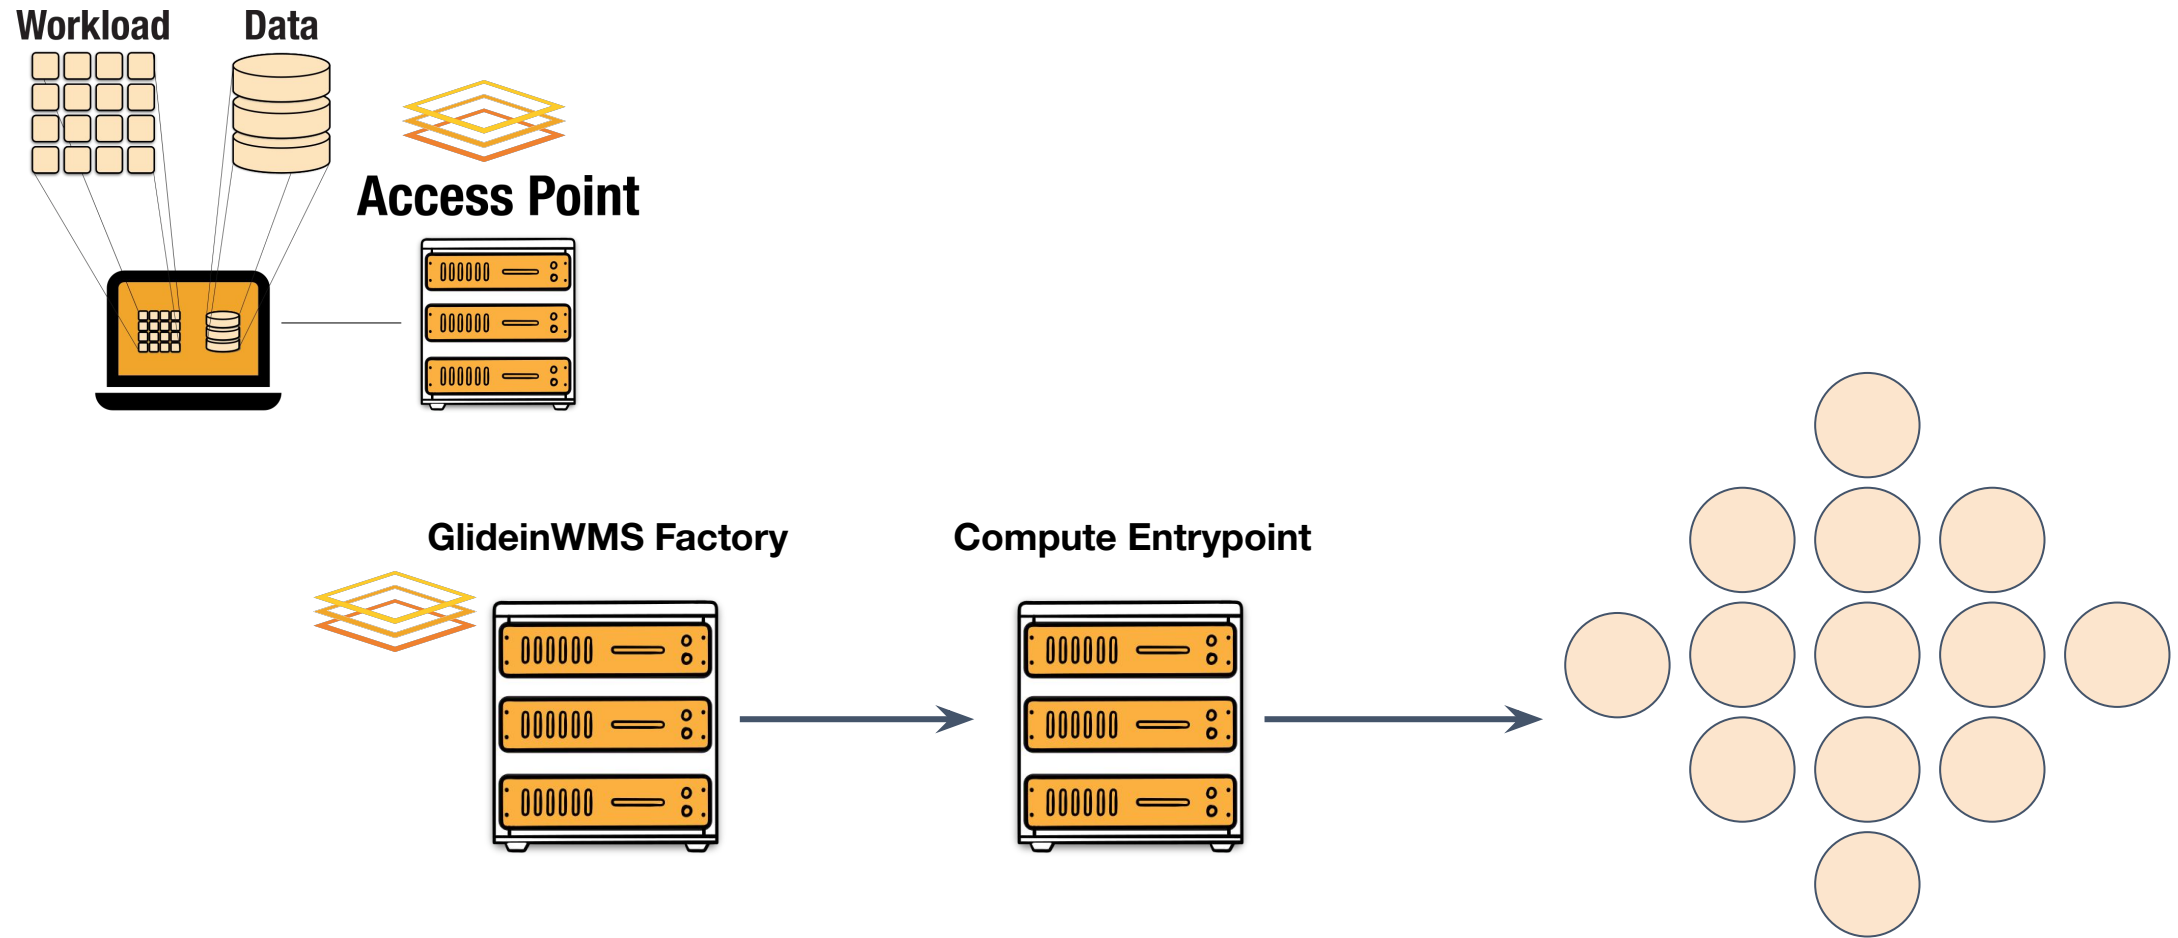 Workload
Data
Access Point
GlideinWMS Factory
Compute Entrypoint